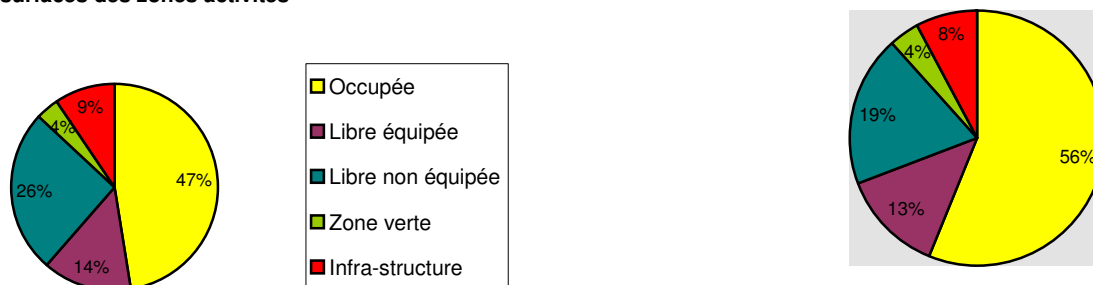 surfaces des zones activités
9%
4%
47%
26%
14%
Occupée
Libre équipée
Libre non équipée
Zone verte
Infra-structure
8%
4%
19%
56%
13%